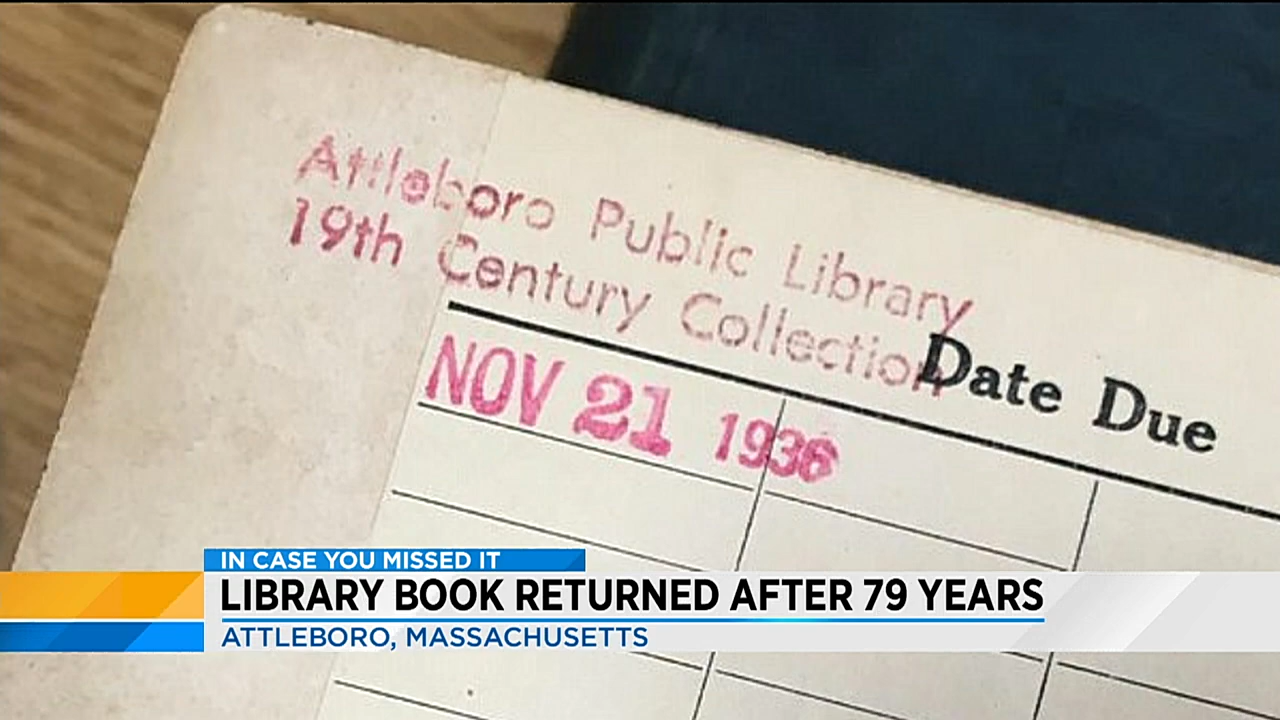 Attleboro Public Library
19th Century Collection
Date Due
NOV 21 1938
IN CASE YOU MISSED IT
LIBRARY BOOK RETURNED AFTER 79 YEARS
ATTLEBORO, MASSACHUSETTS